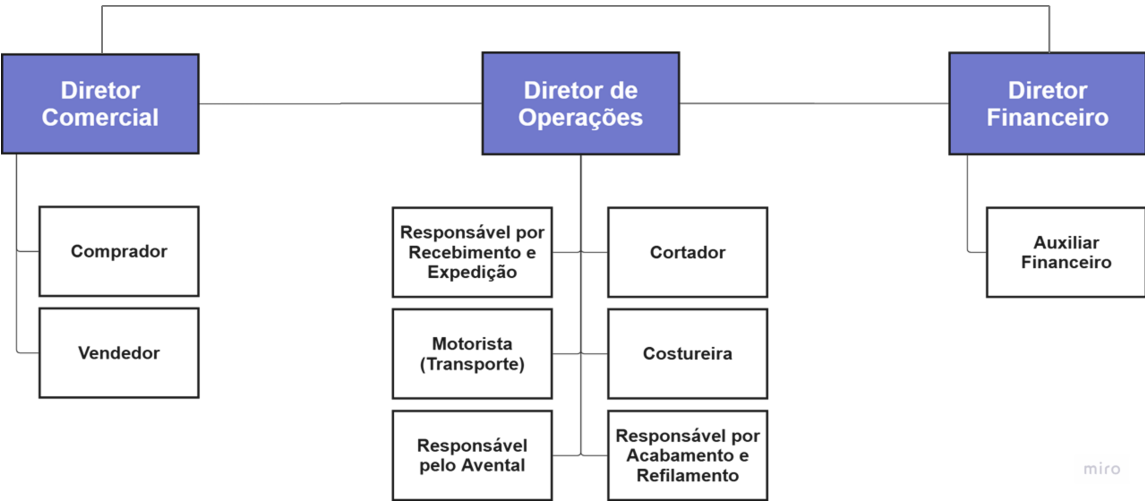 Diretor
Comercial
Diretor de
Operações
Diretor
Financeiro
Comprador
Vendedor
Responsável por
Recebimento e
Expedição
Cortador
Motorista
(Transporte)
Costureira
Responsável
pelo Avental
Responsável por
Acabamento e
Refilamento
Auxiliar
Financeiro
miro